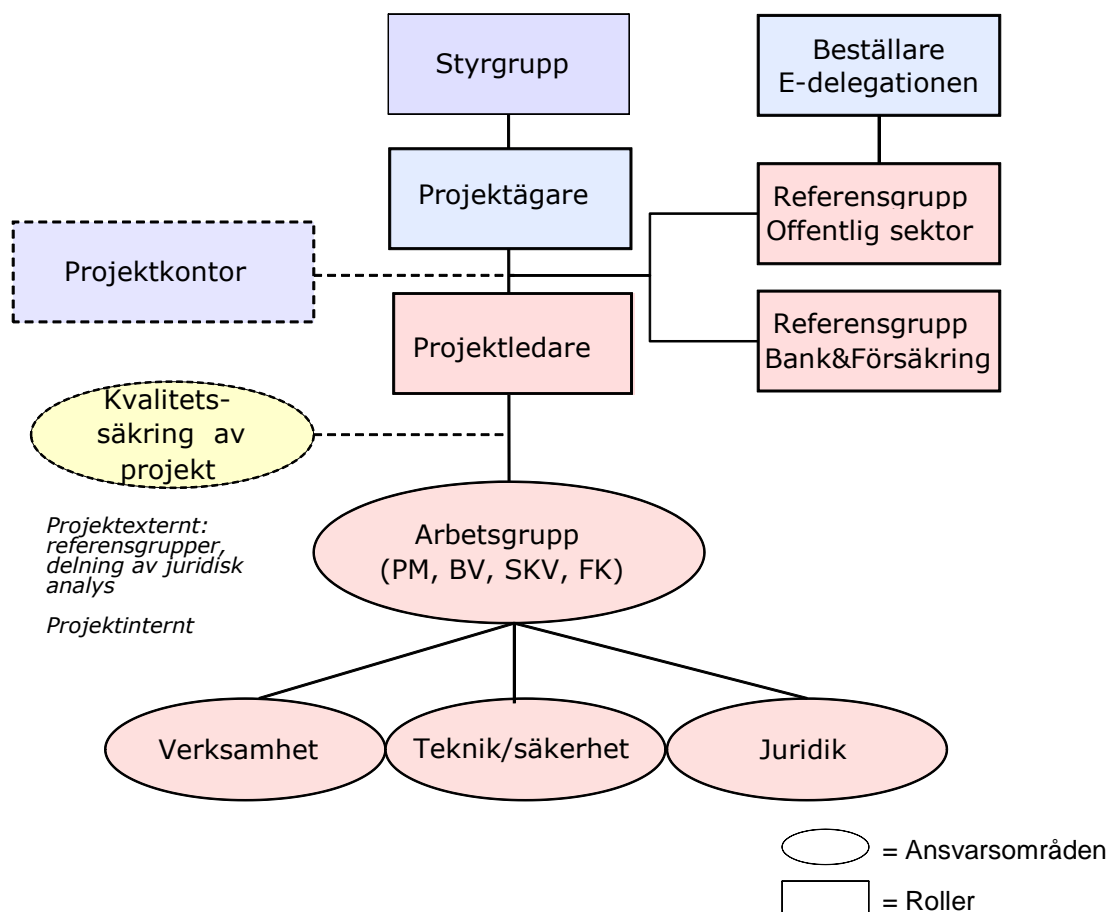 Styrgrupp
Beställare
E-delegationen
Projektägare
Referensgrupp
Offentlig sektor
Projektkontor
Projektledare
Referensgrupp
Bank&Försäkring
Kvalitets-
säkring av
projekt
Projektexternt:
referensgrupper,
delning av juridisk
analys
Projektinternt
Arbetsgrupp
(PM, BV, SKV, FK)
Verksamhet
Teknik/säkerhet
Juridik
= Ansvarsområden
= Roller